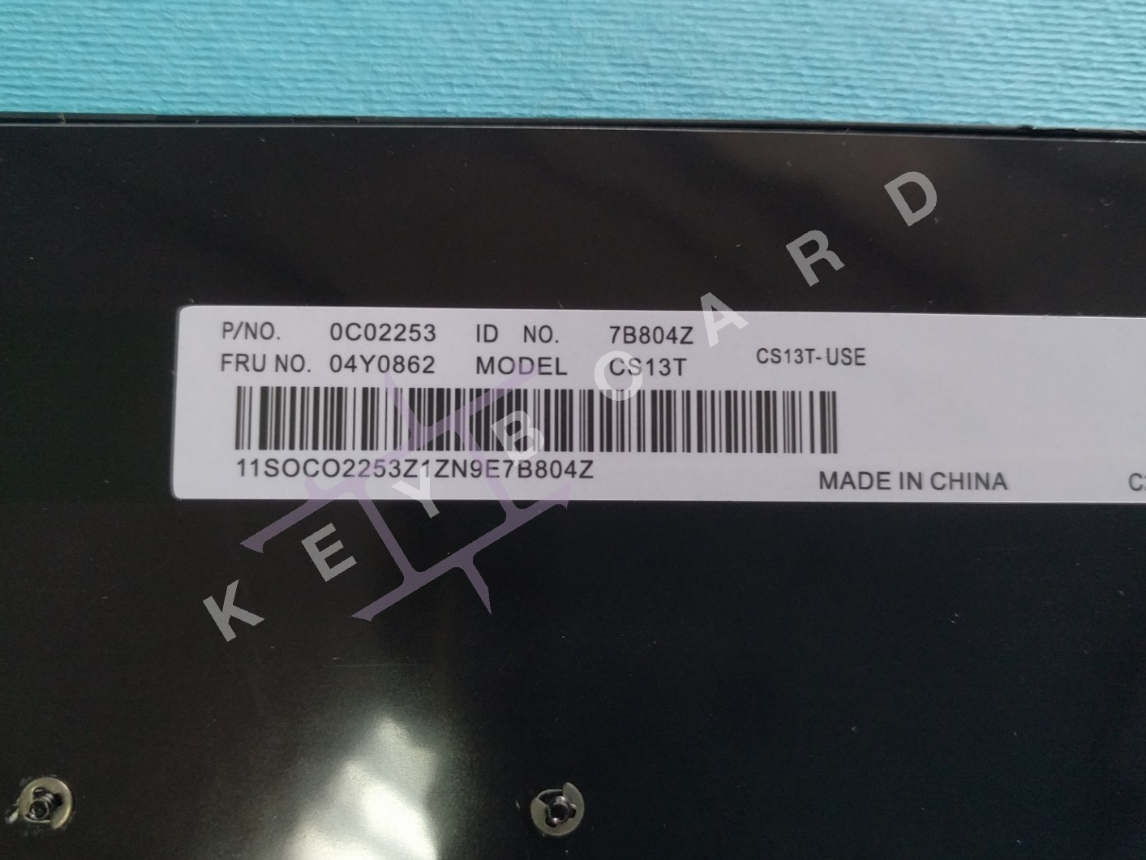 P/NO. 0C02253 ID NO. 7B804Z
FRU NO. 04Y0862 MODEL CS13T
CS13T-USE
11SOCO2253Z1ZN9E7B804Z
MADE IN CHINA
KEYBOARD